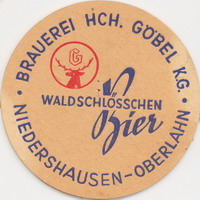 BRAUEREI HCH. GÖBEL K.G.
G
WALDSCHLÖSSCHEN
Bier
NIEDERSHAUSEN-OBERLAHN